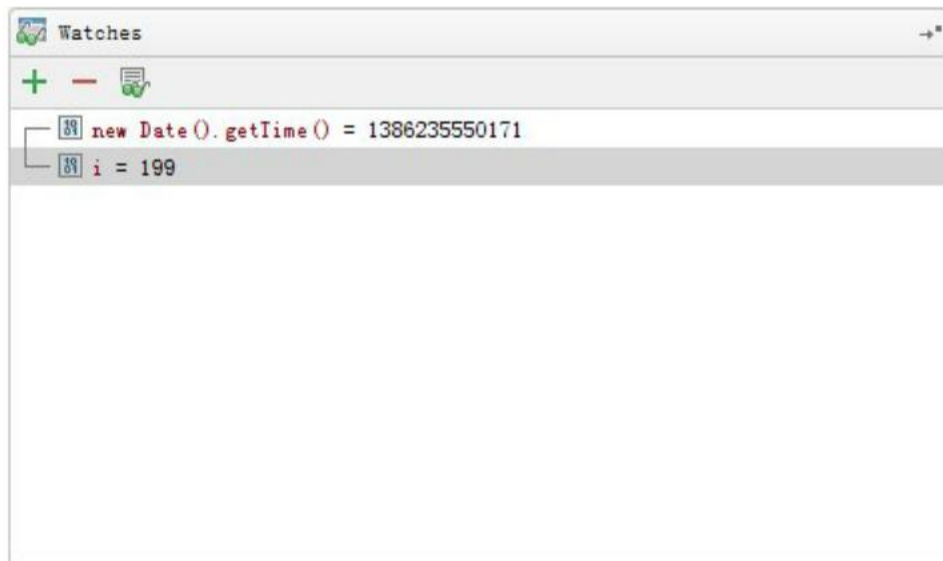 Watches
new Date().getTime() = 1386235550171
i = 199